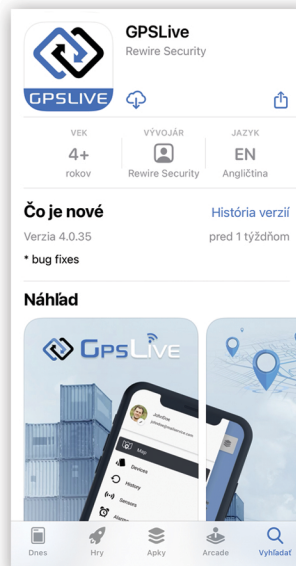 GPSLive
Rewire Security
GPSLIVE
VEK
VÝVOJÁR
JAZYK
4+
EN
rokov
Rewire Security
Angličtina
Čo je nové
História verzií
Verzia 4.0.35
pred 1 týždňom
* bug fixes
Náhľad
GPSLIVE
JohnDoe
Map
Devices
History
Sensors
Dnes
Hry
Apky
Arcade
Vyhľadať